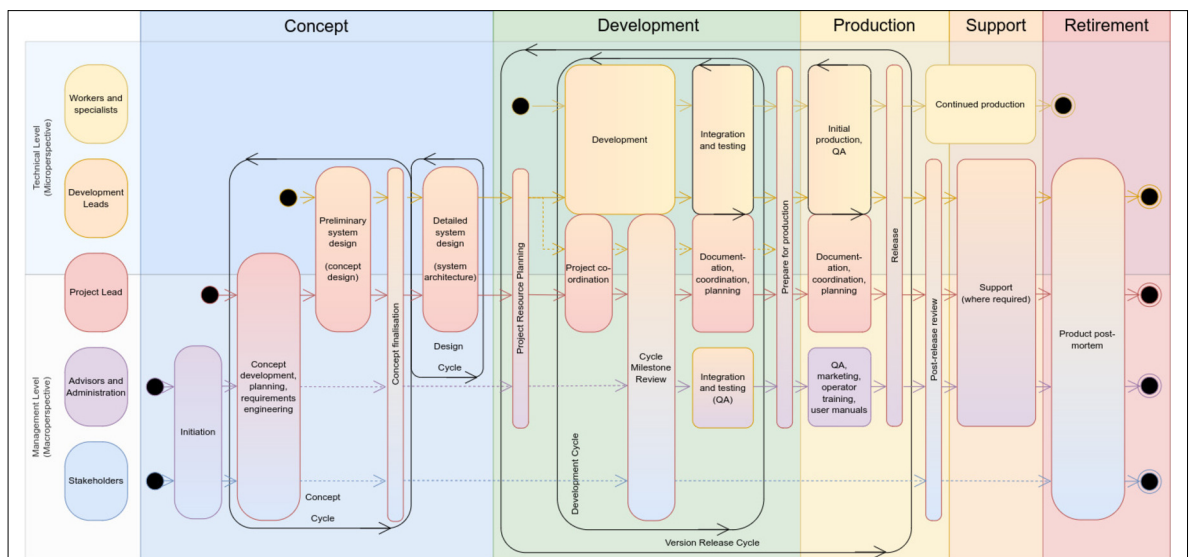 Concept
Development
Production
Support
Retirement
Technical Level
(Microperspective)
Management Level
(Macroperspective)
Workers and
specialists
Development
Leads
Project Lead
Advisors and
Administration
Stakeholders
Initiation
Concept
development,
planning,
requirements
engineering
Preliminary
system
design
(concept
design)
Concept finalisation
Concept
Cycle
Detailed
system
design
(system
architecture)
Design
Cycle
Project Resource Planning
Development
Project co-
ordination
Cycle
Milestone
Review
Integration
and testing
Document-
ation,
coordination,
planning
Integration
and testing
(QA)
Development Cycle
Prepare for production
Version Release Cycle
Initial
production,
QA
Document-
ation,
coordination,
planning
QA,
marketing,
operator
training,
user manuals
Release
Continued production
Post-release review
Support
(where required)
Product post-
mortem